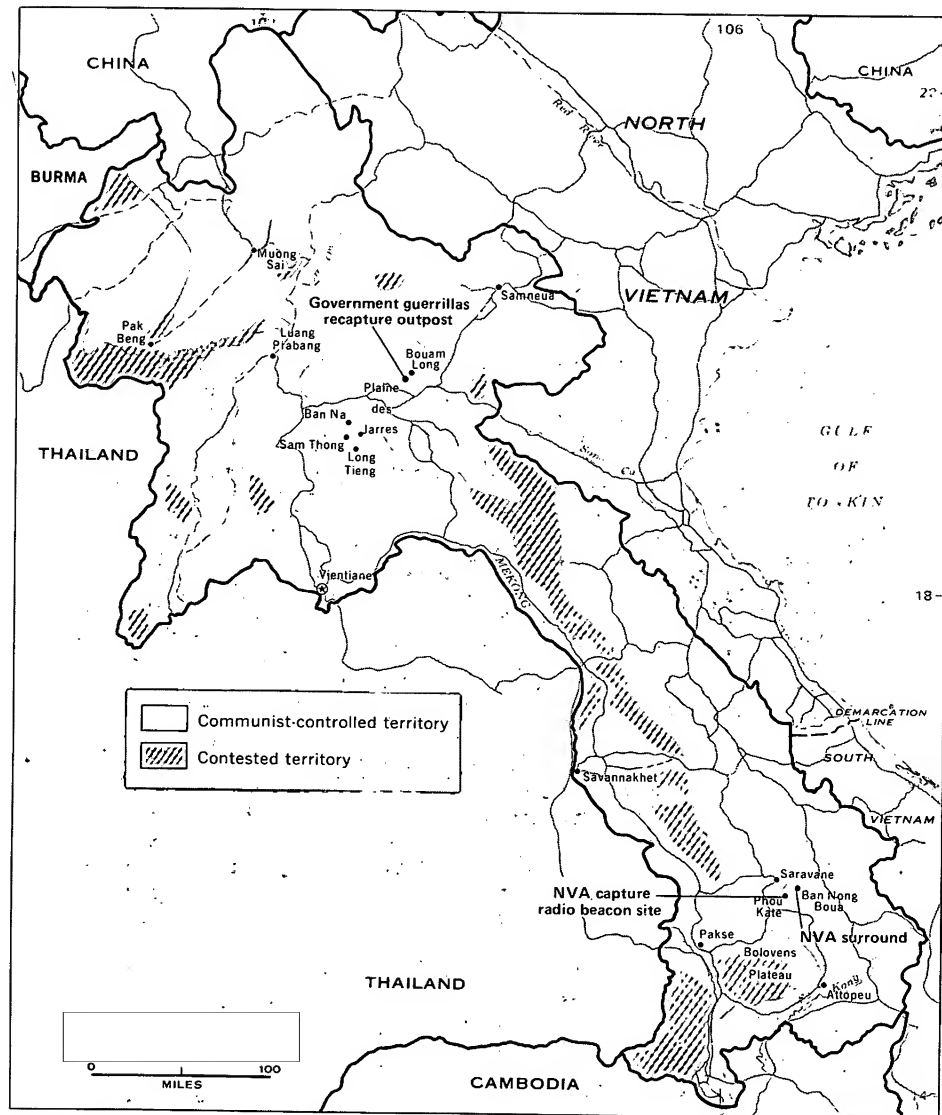 106
CHINA
CHINA
Red River
NORTH
BURMA
Muong
Sai
VIETNAM
Samneua
Government guerrillas
recapture outpost
Pak
Beng
Luang
Prabang
Bouam
Long
Plaine
des
Jarres
Ban Na
Sam Thong
Long
Tieng
GULF
OF
THAILAND
MEKONG
Vientiane
18
Communist-controlled territory
Contested territory
DEMARCATION
LINE
SOUTH
VIETNAM
Savannakhet
Saravane
NVA capture
radio beacon site
Phou
Kate
Ban Nong
Boua
NVA surround
Pakse
Bolovens
Plateau
Kong
Attopeu
THAILAND
0 100
MILES
CAMBODIA